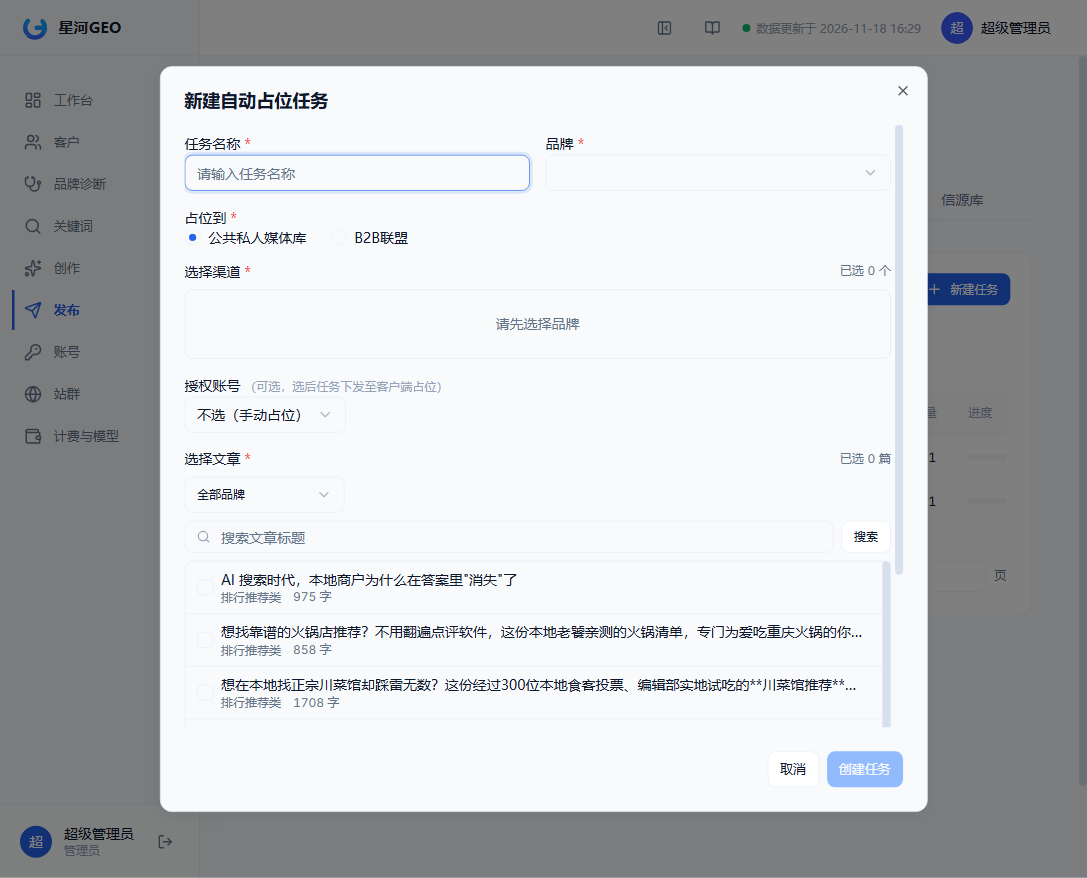 星河GEO
数据更新于 2026-11-18 16:29
超
超级管理员
工作台
客户
品牌诊断
关键词
创作
发布
账号
站群
计费与模型
信源库
新建任务
量
进度
1
1
页
新建自动占位任务
任务名称 *
品牌 *
请输入任务名称
占位到 *
公共私人媒体库
B2B联盟
选择渠道 *
已选 0 个
请先选择品牌
授权账号 (可选，选后任务下发至客户端占位)
不选（手动占位）
选择文章 *
已选 0 篇
全部品牌
搜索文章标题
搜索
AI 搜索时代，本地商户为什么在答案里"消失"了
排行推荐类 975 字
想找靠谱的火锅店推荐？不用翻遍点评软件，这份本地老饕亲测的火锅清单，专门为爱吃重庆火锅的你...
排行推荐类 858 字
想在本地找正宗川菜馆却踩雷无数？这份经过300位本地食客投票、编辑部实地试吃的**川菜馆推荐**...
排行推荐类 1708 字
取消
创建任务
超
超级管理员
管理员